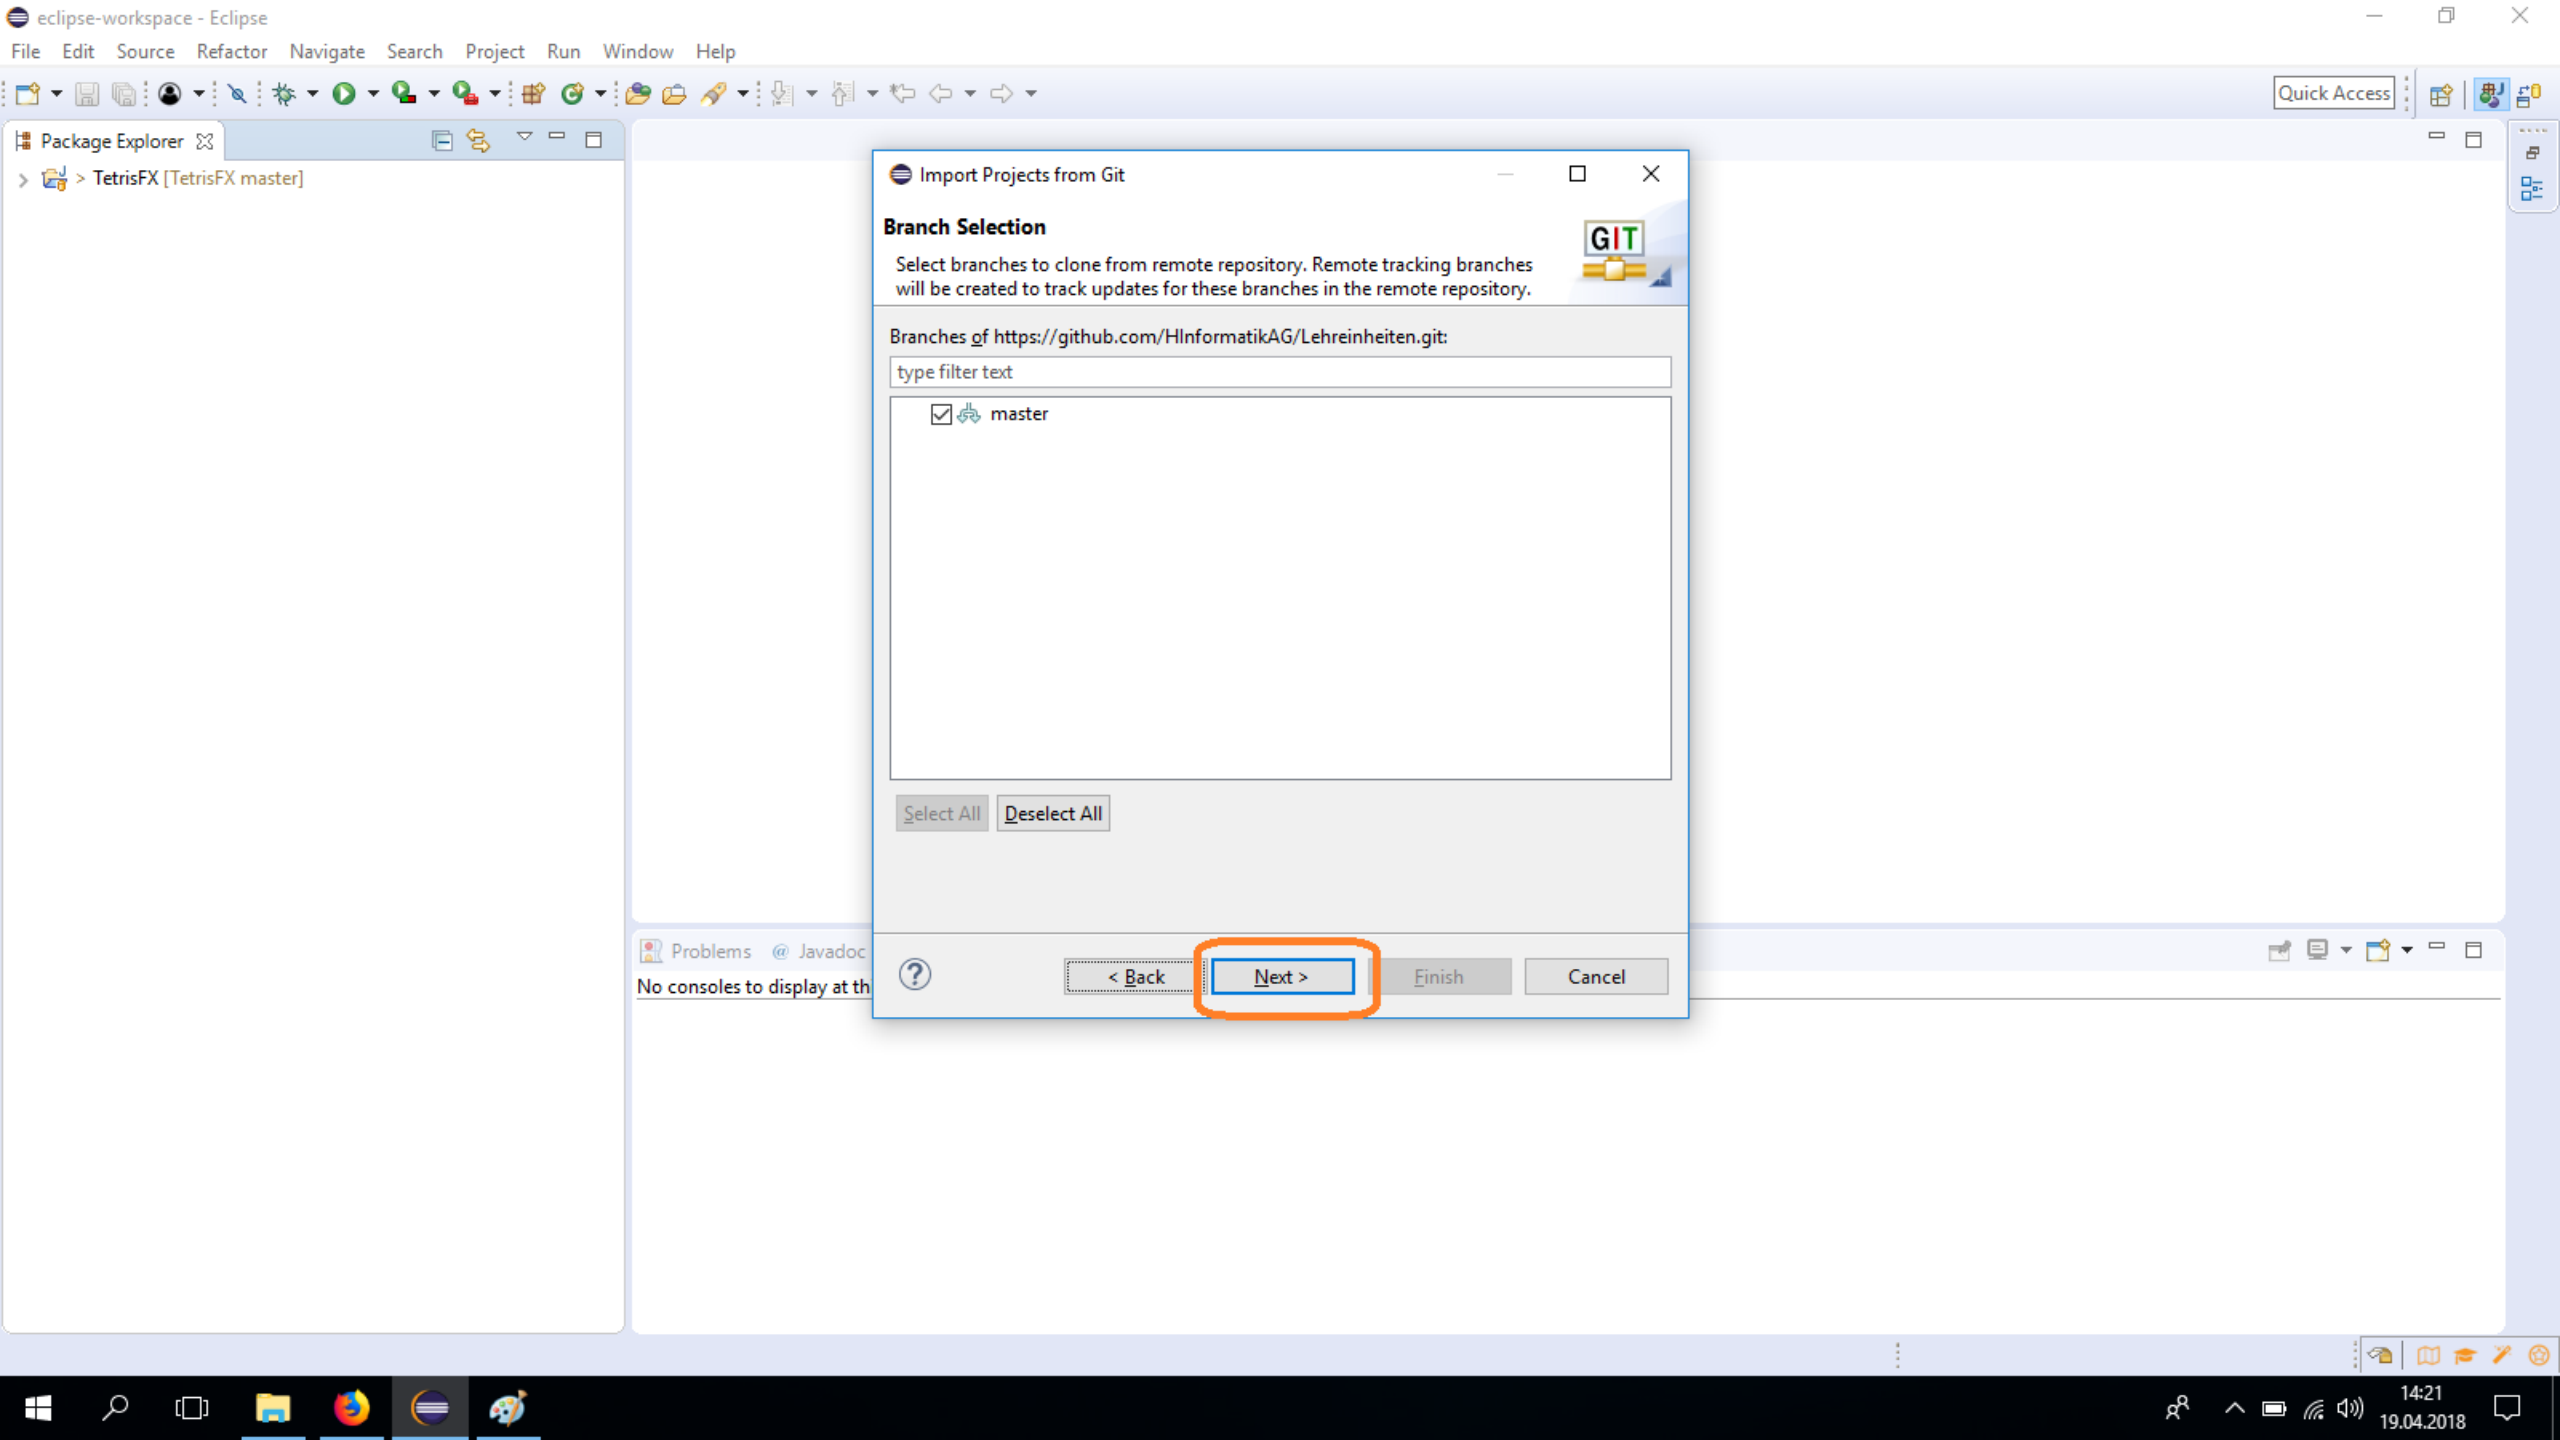 eclipse-workspace - Eclipse
File Edit Source Refactor Navigate Search Project Run Window Help
Quick Access
Package Explorer
> TetrisFX [TetrisFX master]
Import Projects from Git
Branch Selection
GIT
Select branches to clone from remote repository. Remote tracking branches
will be created to track updates for these branches in the remote repository.
Branches of https://github.com/HInformatikAG/Lehreinheiten.git:
type filter text
master
Select All Deselect All
Problems @ Javadoc
No consoles to display at th
< Back Next > Finish Cancel
14:21
19.04.2018